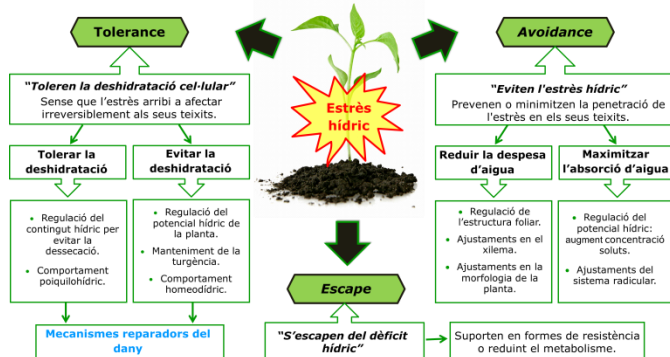 Tolerance
"Toleren la deshidratació cel·lular"
Sense que l'estrès arribi a afectar
irreversiblement als seus teixits.
Tolerar la
deshidratació
Evitar la
deshidratació
• Regulació del
contingut hídric per
evitar la
dessecació.
• Comportament
poiquilohídric.
• Regulació del
potencial hídric de
la planta.
• Manteniment de la
turgència.
• Comportament
homeodídric.
Mecanismes reparadors del
dany
Estrès
hídric
Escape
"S'escapen del dèficit
hídric"
Suporten en formes de resistència
o reduint el metabolisme.
Avoidance
"Eviten l'estrès hídric"
Prevenen o minimitzen la penetració de
l'estrès en els seus teixits.
Reduir la despesa
d'aigua
Maximitzar
l'absorció d'aigua
• Regulació de
l'estructura foliar.
• Ajustaments en el
xilema.
• Ajustaments en la
morfologia de la
planta.
• Regulació del
potencial hídric:
augment concentració
soluts.
• Ajustaments del
sistema radicular.